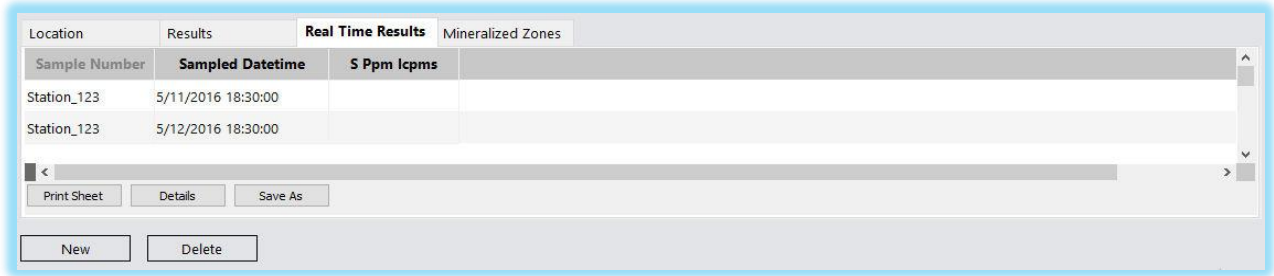 Location Results Real Time Results Mineralized Zones
Sample Number Sampled Datetime S Ppm Icpms
Station_123 5/11/2016 18:30:00
Station_123 5/12/2016 18:30:00
Print Sheet Details Save As
New Delete